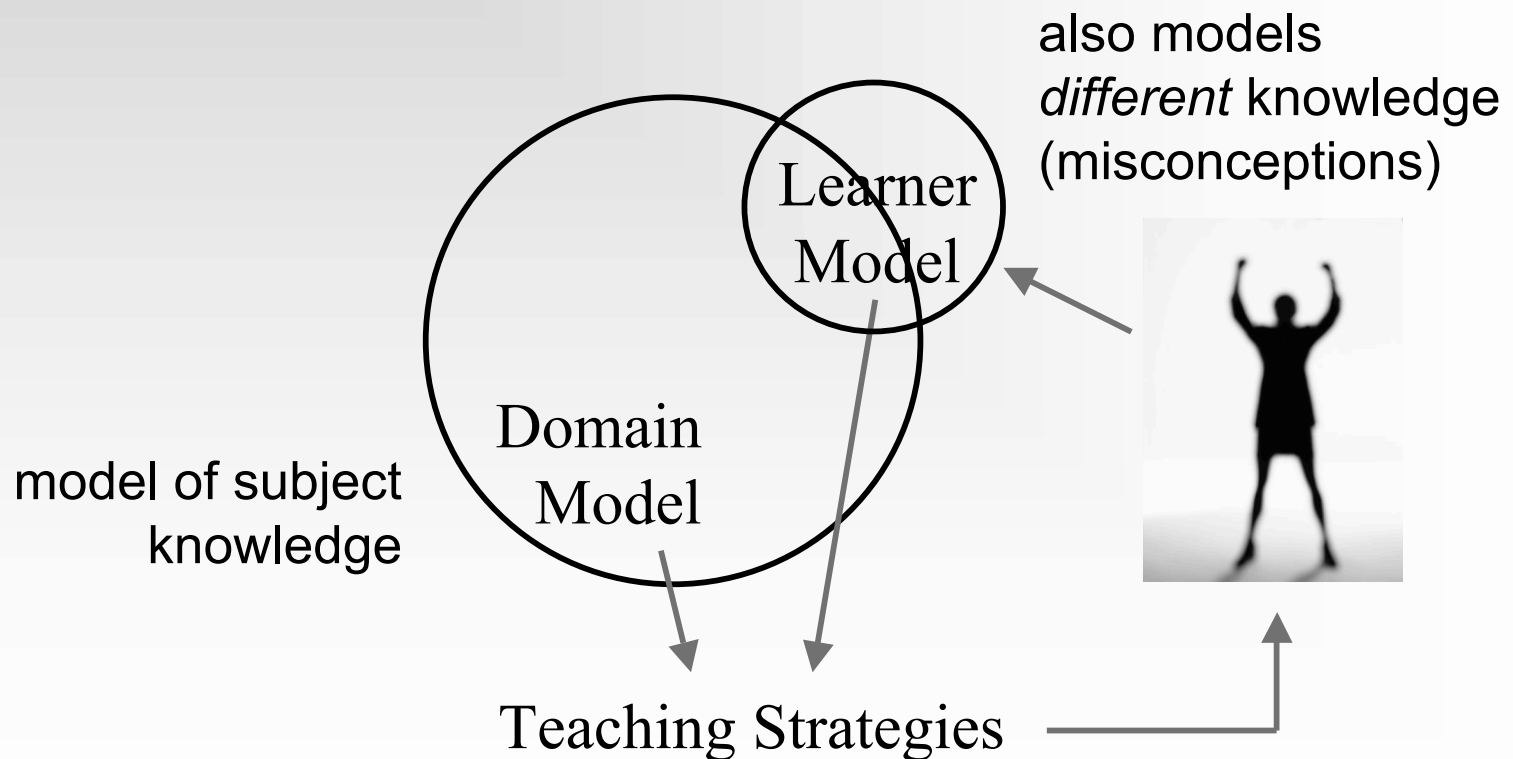 also models
different knowledge
(misconceptions)
Learner
Model
Domain
Model
model of subject
knowledge
Teaching Strategies